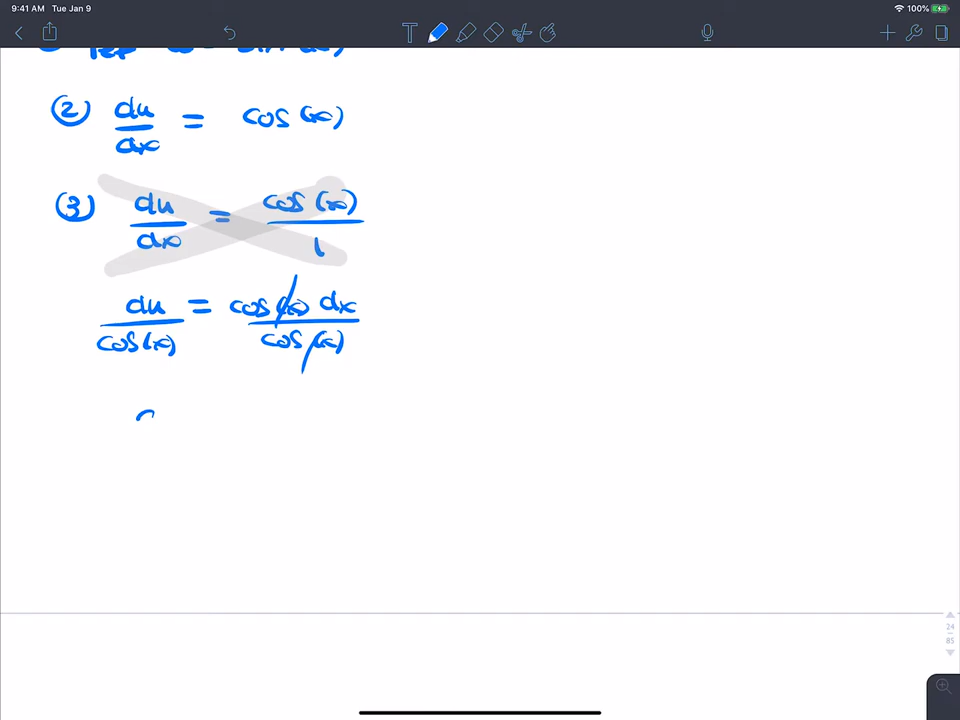 9:41 AM Tue Jan 9
100%
T
(2) du/dx = cos(x)
(3) du/dx = cos(x)/1
du/cos(x) = cos(x) dx/cos(x)
24
85